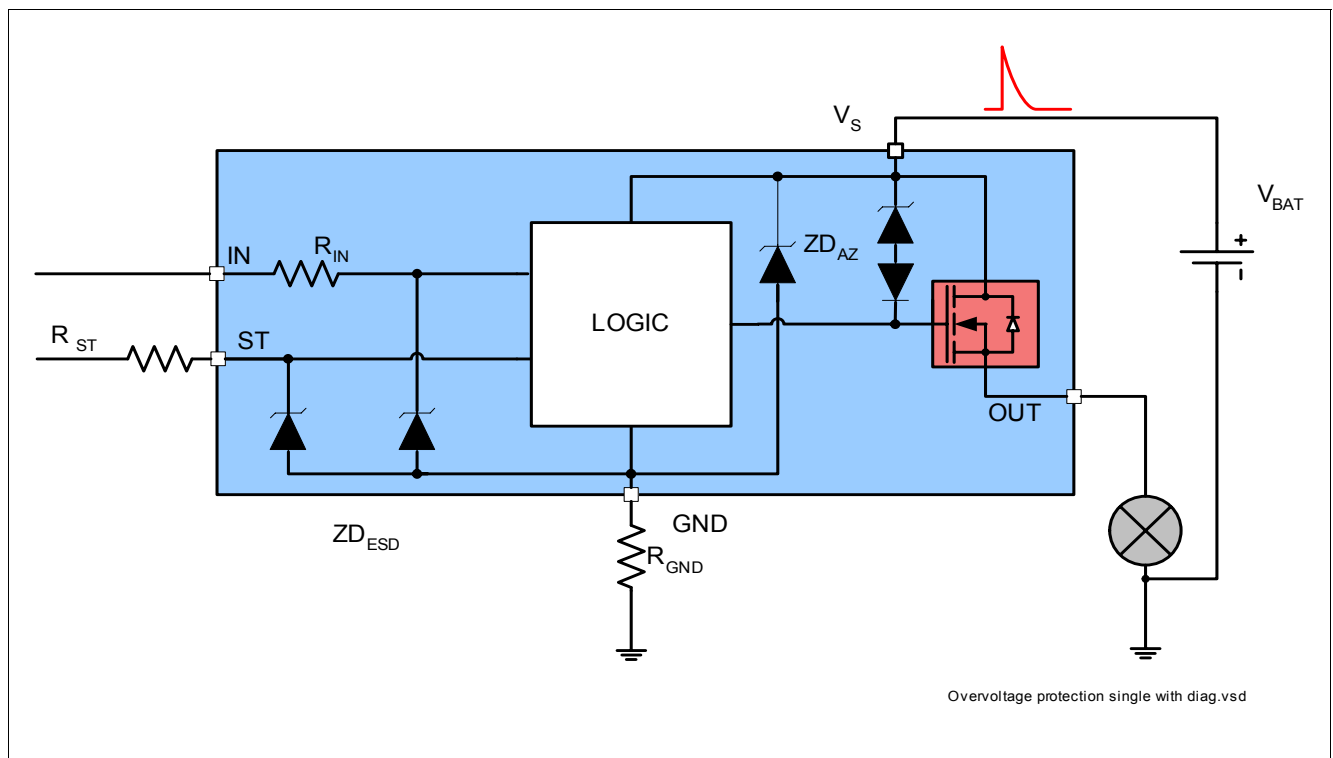 V_S
V_BAT
+
-
IN
R_IN
ZD_AZ
LOGIC
R_ST
ST
OUT
ZD_ESD
GND
R_GND
Overvoltage protection single with diag.vsd